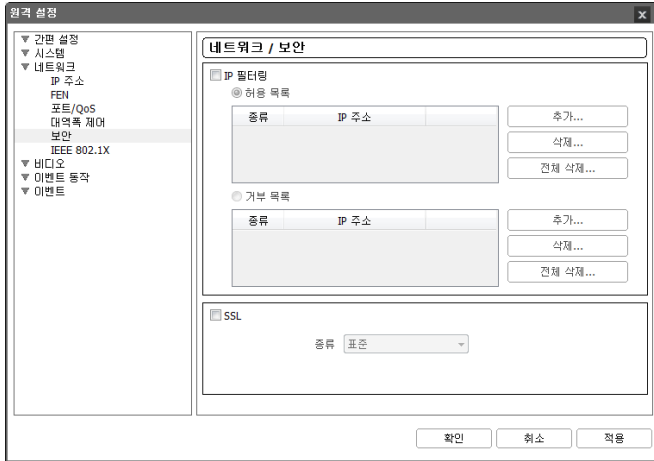 원격 설정
▼ 간편 설정
▼ 시스템
▼ 네트워크
IP 주소
FEN
포트/QoS
대역폭 제어
보안
IEEE 802.1X
▼ 비디오
▼ 이벤트 동작
▼ 이벤트
네트워크 / 보안
IP 필터링
허용 목록
종류 IP 주소
추가...
삭제...
전체 삭제...
거부 목록
종류 IP 주소
추가...
삭제...
전체 삭제...
SSL
종류 표준
확인 취소 적용